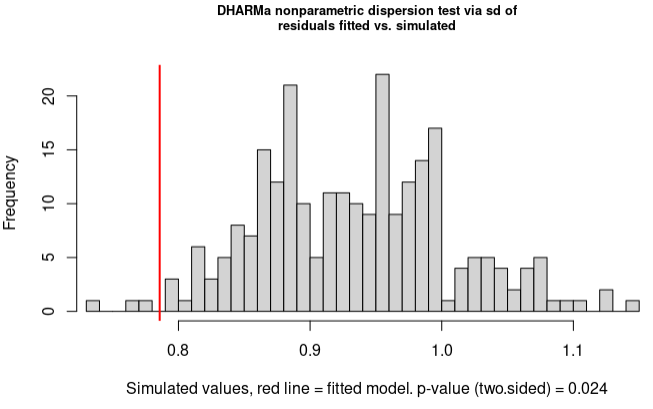 DHARMa nonparametric dispersion test via sd of
residuals fitted vs. simulated
Frequency
20
15
10
5
0
0.8 0.9 1.0 1.1
Simulated values, red line = fitted model. p-value (two.sided) = 0.024